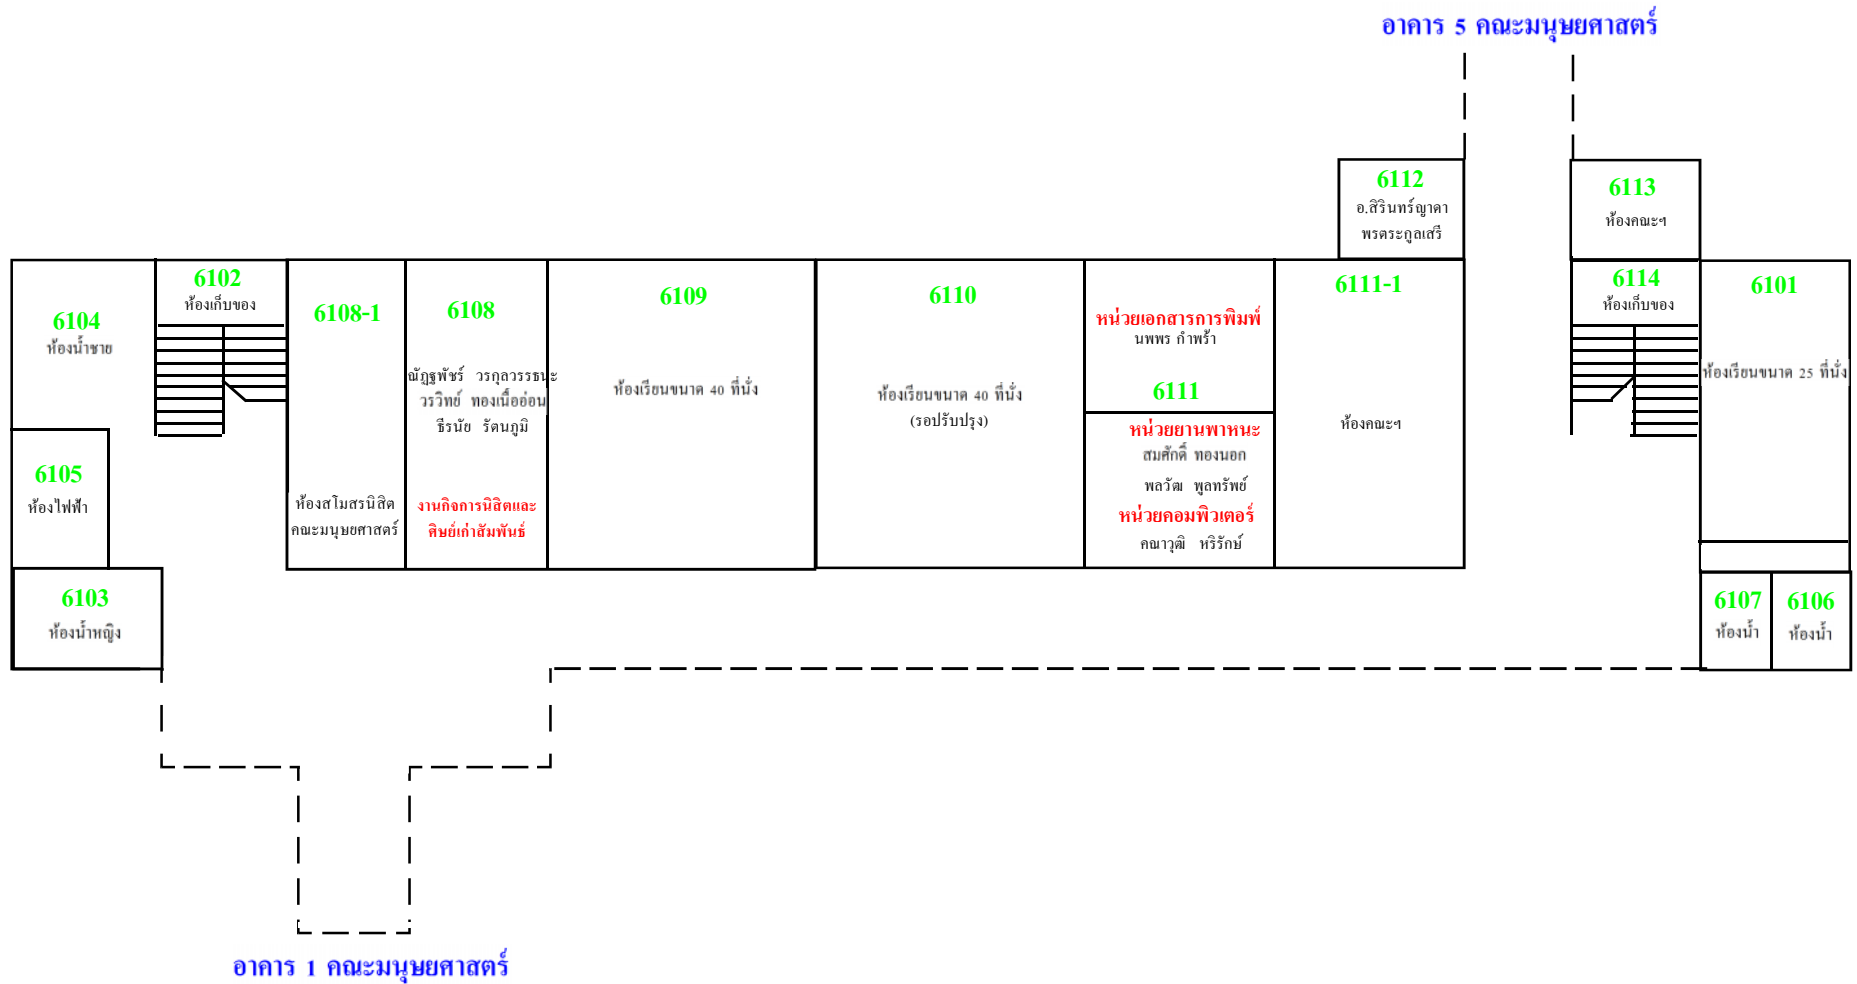 อาคาร 5 คณะมนุษยศาสตร์
6112
อ.สิรินทร์ญาดา
พรตระกูลเสรี
6113
ห้องคณะฯ
6104
ห้องน้ำชาย
6102
ห้องเก็บของ
6108-1
ห้องสโมสรนิสิต
คณะมนุษยศาสตร์
6108
ณัฏฐพัชร์ วรกุลวรรธนะ
วรวิทย์ ทองเนื้ออ่อน
ธีรนัย รัตนภูมิ
งานกิจการนิสิตและ
ศิษย์เก่าสัมพันธ์
6109
ห้องเรียนขนาด 40 ที่นั่ง
6110
ห้องเรียนขนาด 40 ที่นั่ง
(รอปรับปรุง)
หน่วยเอกสารการพิมพ์
นพพร กำพร้า
6111
หน่วยยานพาหนะ
สมศักดิ์ ทองนอก
พลวัฒ พูลทรัพย์
หน่วยคอมพิวเตอร์
คณาวุฒิ หริรักษ์
6111-1
ห้องคณะฯ
6114
ห้องเก็บของ
6101
ห้องเรียนขนาด 25 ที่นั่ง
6105
ห้องไฟฟ้า
6103
ห้องน้ำหญิง
6107
ห้องน้ำ
6106
ห้องน้ำ
อาคาร 1 คณะมนุษยศาสตร์